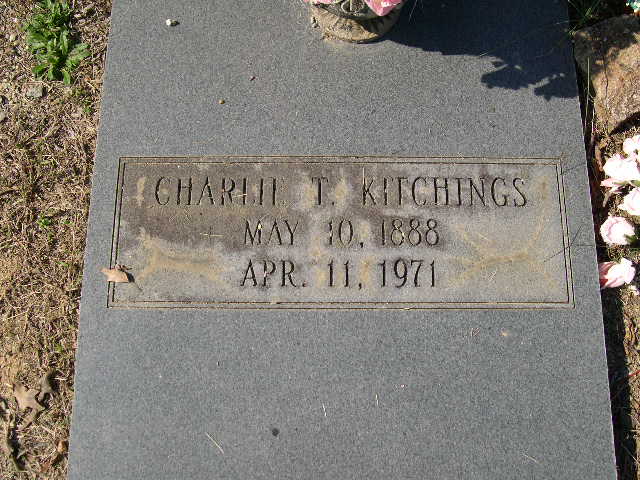 CHARLIE T. KITCHINGS
MAY 10, 1888
APR. 11, 1971